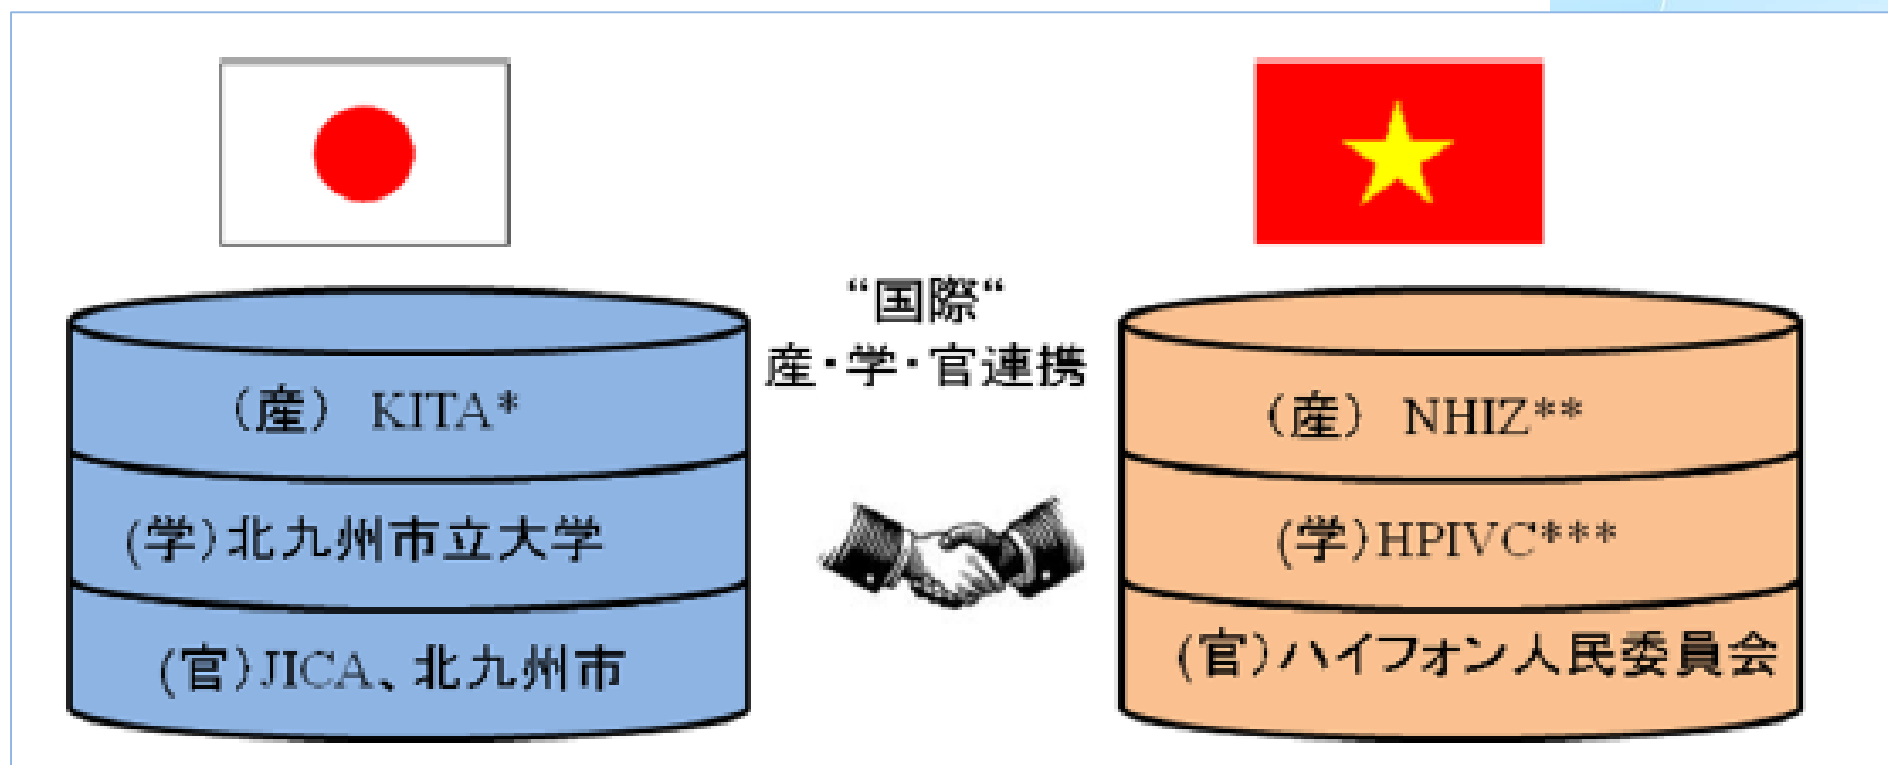 “国際“
産・学・官連携
（産） KITA*
(学)北九州市立大学
(官)JICA、北九州市
（産） NHIZ**
(学)HPIVC***
(官)ハイフォン人民委員会